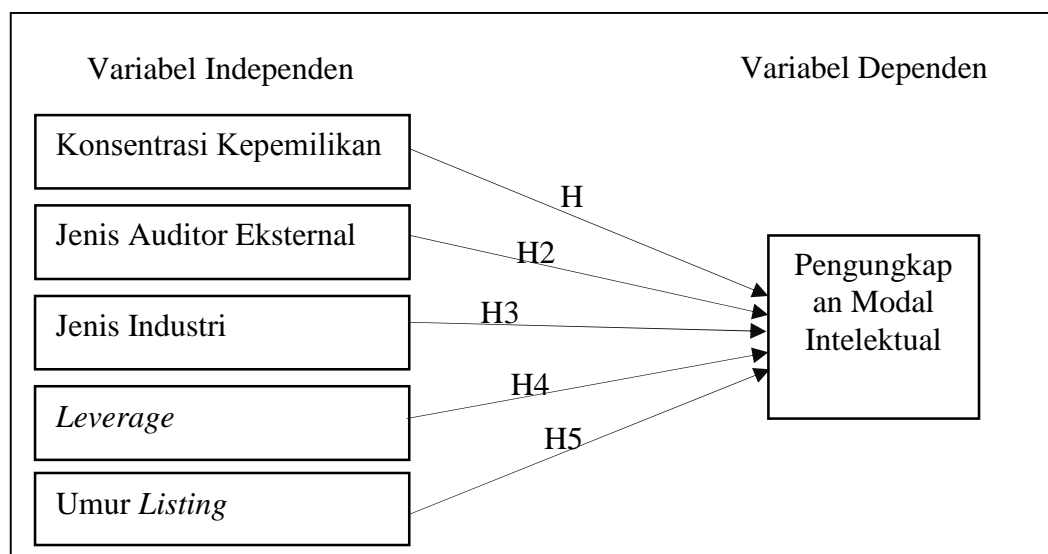 Variabel Independen
Variabel Dependen
Konsentrasi Kepemilikan
H
Jenis Auditor Eksternal
H2
Jenis Industri
H3
Leverage
H4
Umur Listing
H5
Pengungkap
an Modal
Intelektual